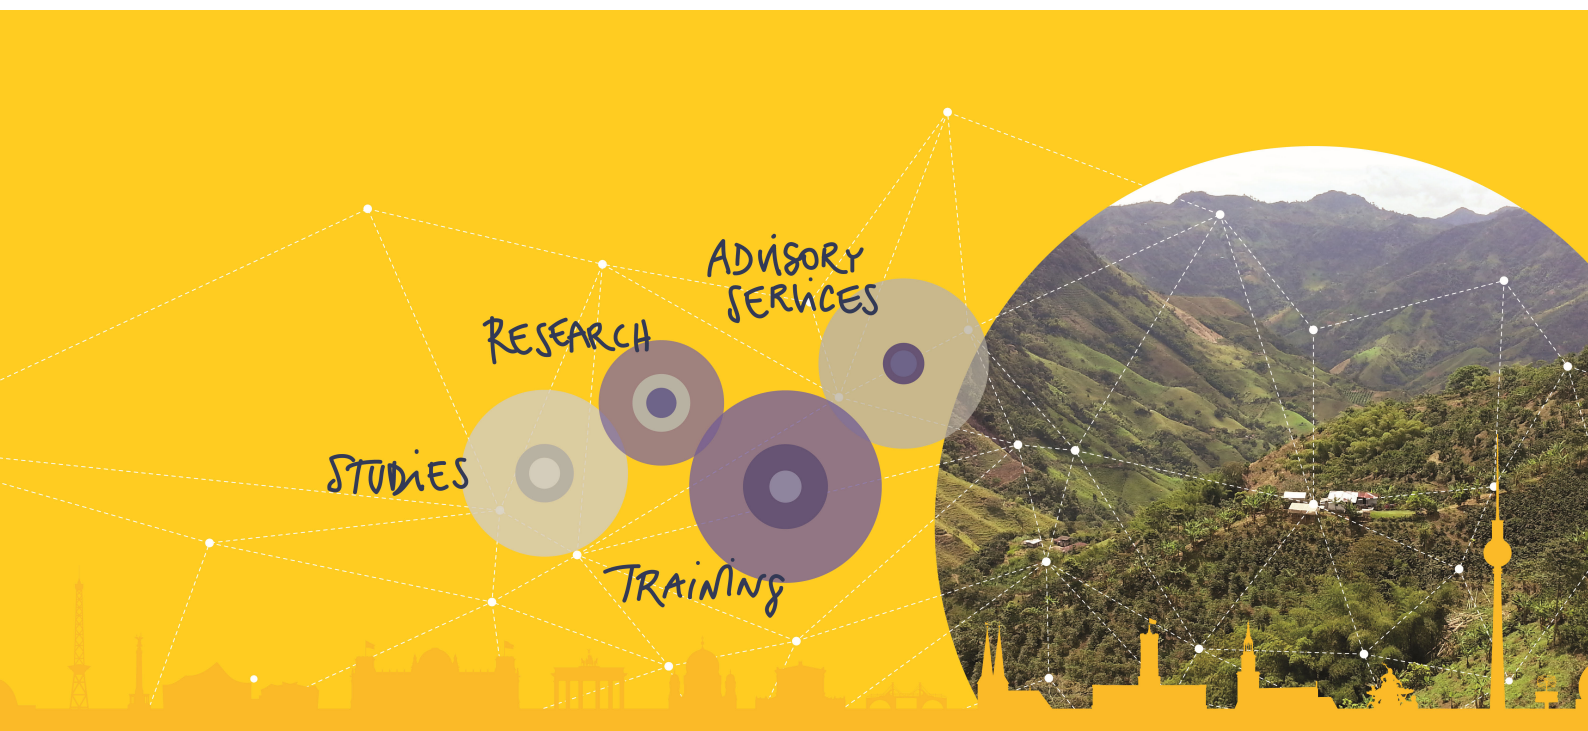 ADVISORY
SERVICES
RESEARCH
STUDIES
TRAINING